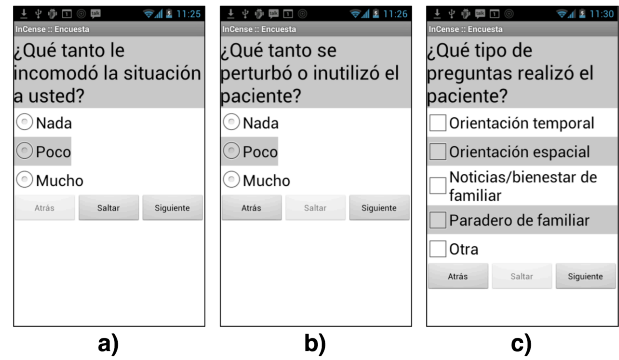 11:25
InCense :: Encuesta
¿Qué tanto le
incomodó la situación
a usted?
Nada
Poco
Mucho
Atrás Saltar Siguiente
a)
11:26
InCense :: Encuesta
¿Qué tanto se
perturbó o inutilizó el
paciente?
Nada
Poco
Mucho
Atrás Saltar Siguiente
b)
11:30
InCense :: Encuesta
¿Qué tipo de
preguntas realizó el
paciente?
Orientación temporal
Orientación espacial
Noticias/bienestar de
familiar
Paradero de familiar
Otra
Atrás Saltar Siguiente
c)